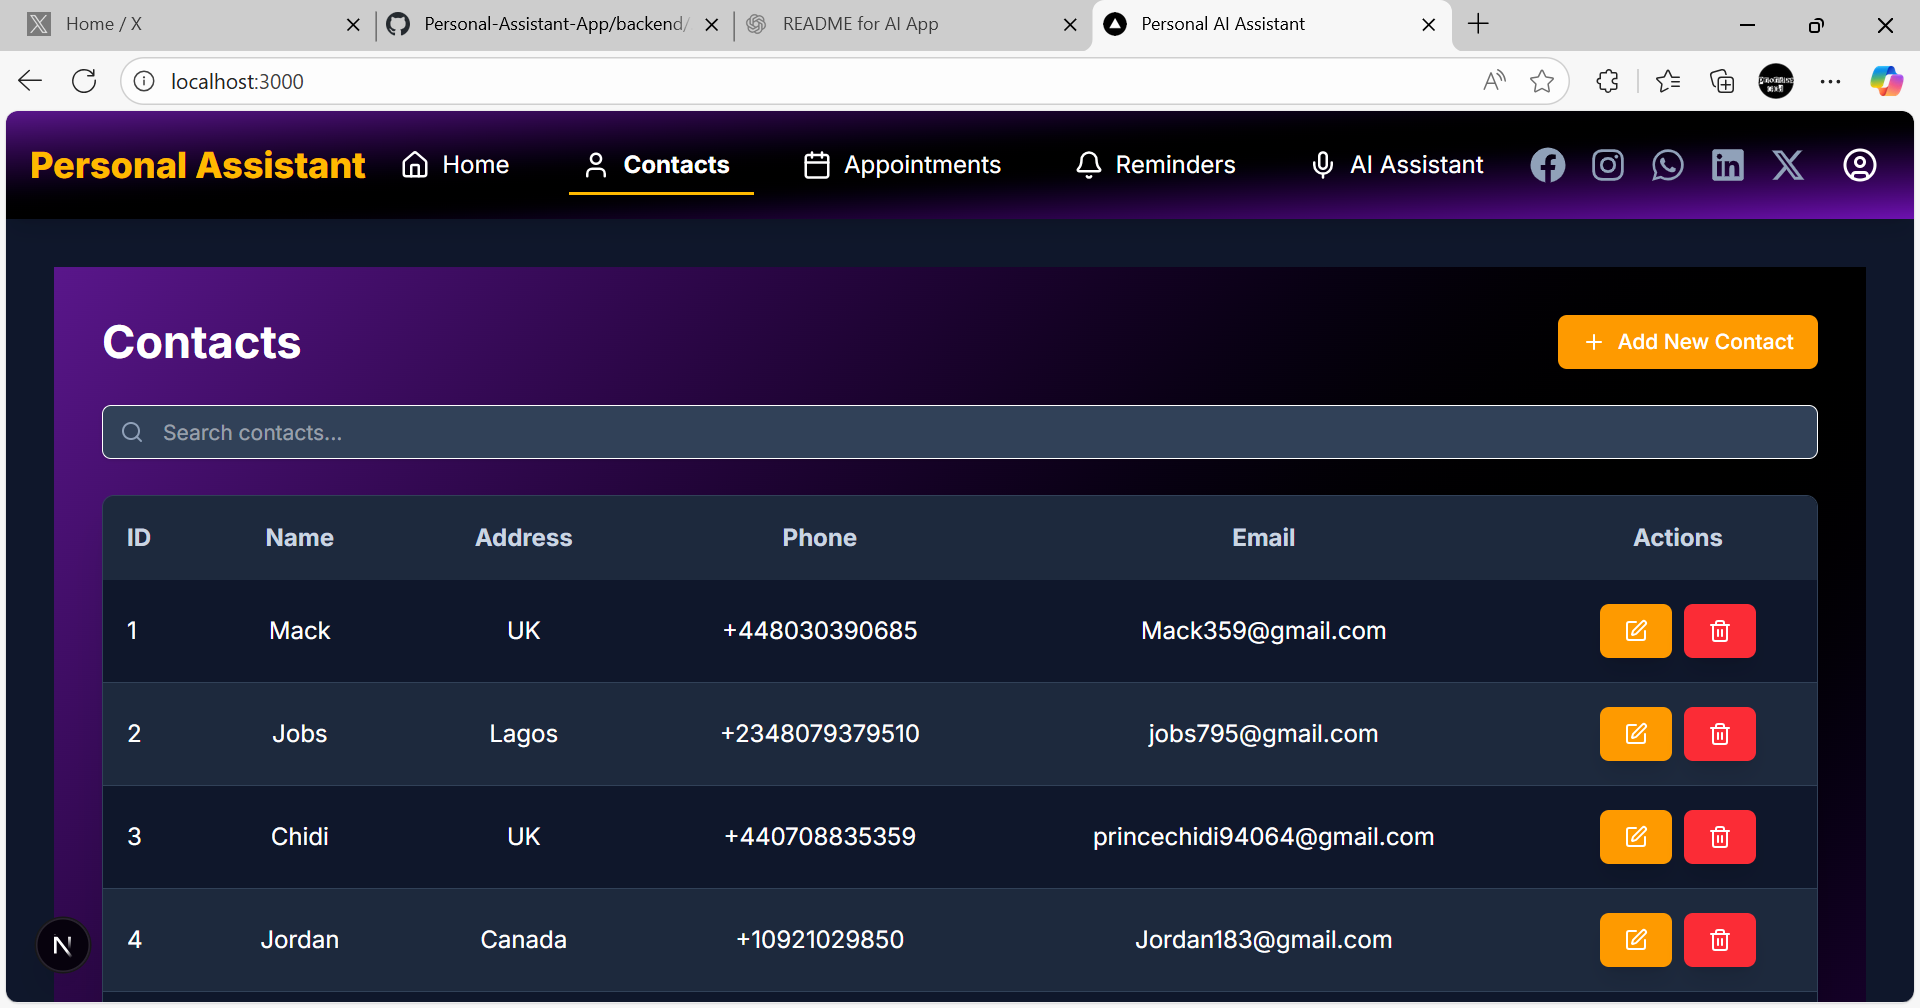 Home / X
Personal-Assistant-App/backend/
README for AI App
Personal AI Assistant
localhost:3000
Personal Assistant
Home
Contacts
Appointments
Reminders
AI Assistant
Contacts
+ Add New Contact
Search contacts...
ID Name Address Phone Email Actions
1 Mack UK +448030390685 Mack359@gmail.com
2 Jobs Lagos +2348079379510 jobs795@gmail.com
3 Chidi UK +440708835359 princechidi94064@gmail.com
4 Jordan Canada +10921029850 Jordan183@gmail.com
N